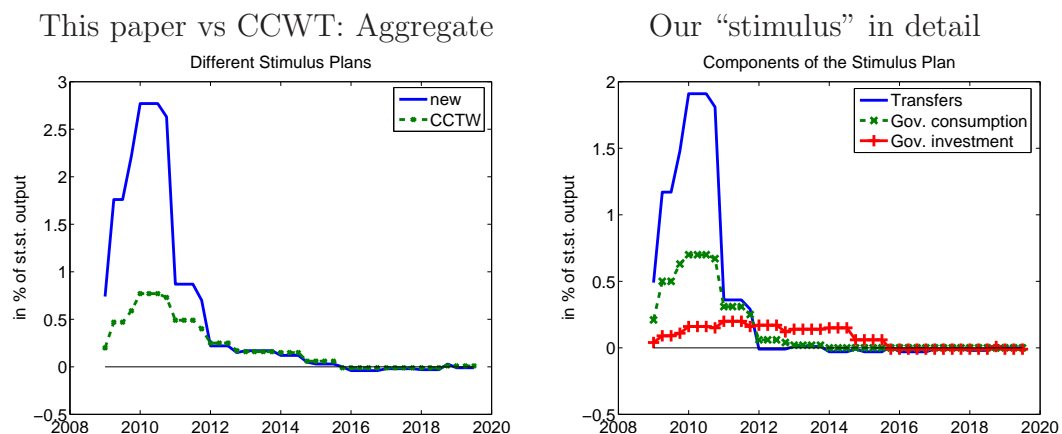 This paper vs CCWT: Aggregate
Different Stimulus Plans
new
CCTW
in % of st.st. output
3
2.5
2
1.5
1
0.5
0
−0.5
2008 2010 2012 2014 2016 2018 2020
Our “stimulus” in detail
Components of the Stimulus Plan
Transfers
Gov. consumption
Gov. investment
in % of st.st. output
2
1.5
1
0.5
0
−0.5
2008 2010 2012 2014 2016 2018 2020